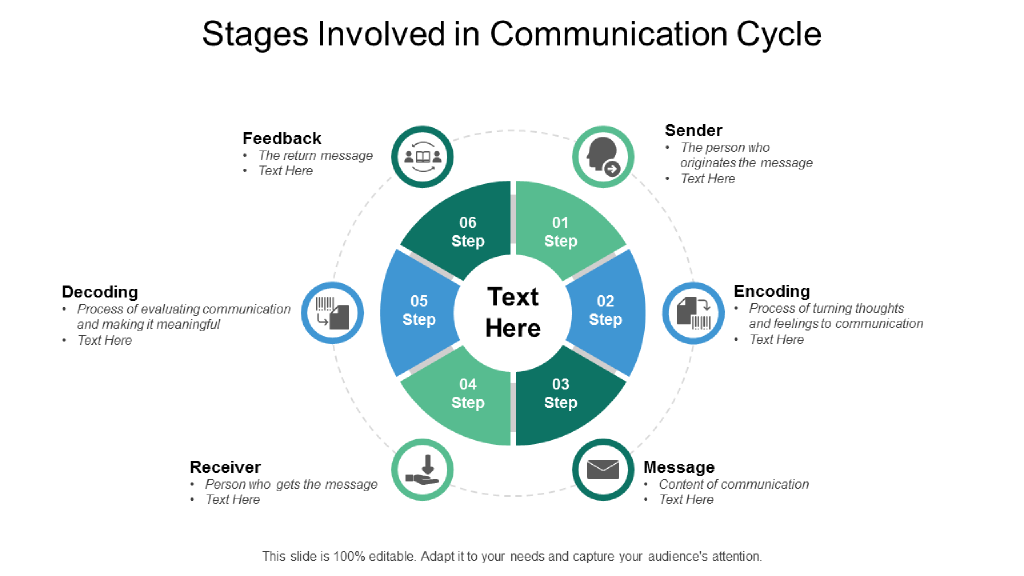 Stages Involved in Communication Cycle
Feedback
• The return message
• Text Here
Sender
• The person who
originates the message
• Text Here
06
Step
01
Step
Decoding
• Process of evaluating communication
and making it meaningful
• Text Here
05
Step
Text
Here
02
Step
Encoding
• Process of turning thoughts
and feelings to communication
• Text Here
04
Step
03
Step
Receiver
• Person who gets the message
• Text Here
Message
• Content of communication
• Text Here
This slide is 100% editable. Adapt it to your needs and capture your audience's attention.